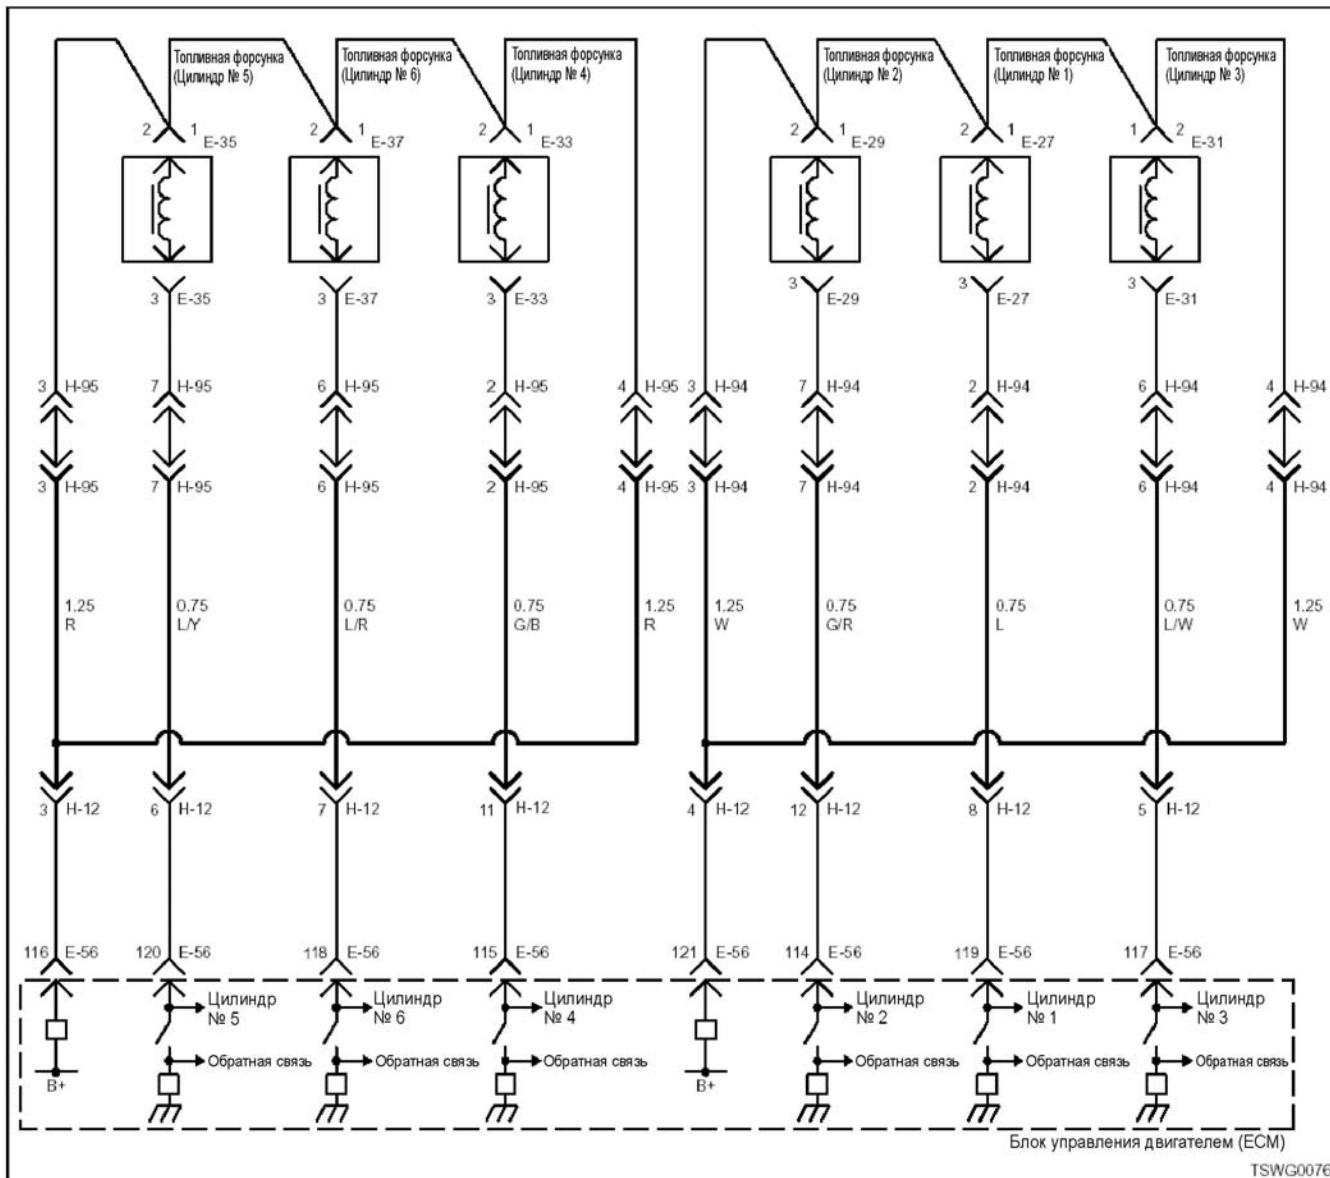 Топливная форсунка Топливная форсунка Топливная форсунка Топливная форсунка Топливная форсунка Топливная форсунка
(Цилиндр № 5) (Цилиндр № 6) (Цилиндр № 4) (Цилиндр № 2) (Цилиндр № 1) (Цилиндр № 3)
2 1 2 1 2 1 2 1 2 1 1 2
E-35 E-37 E-33 E-29 E-27 E-31
3 E-35 3 E-37 3 E-33 3 E-29 3 E-27 3 E-31
3 H-95 7 H-95 6 H-95 2 H-95 4 H-95 3 H-94 7 H-94 2 H-94 6 H-94 4 H-94
3 H-95 7 H-95 6 H-95 2 H-95 4 H-95 3 H-94 7 H-94 2 H-94 6 H-94 4 H-94
1.25 0.75 0.75 0.75 1.25 1.25 0.75 0.75 0.75 1.25
R L/Y L/R G/B R W G/R L L/W W
3 H-12 6 H-12 7 H-12 11 H-12 4 H-12 12 H-12 8 H-12 5 H-12
116 E-56 120 E-56 118 E-56 115 E-56 121 E-56 114 E-56 119 E-56 117 E-56
Цилиндр Цилиндр Цилиндр Цилиндр Цилиндр Цилиндр
№ 5 № 6 № 4 № 2 № 1 № 3
Обратная связь Обратная связь Обратная связь Обратная связь Обратная связь Обратная связь
B+ B+
Блок управления двигателем (ECM)
TSWG0076